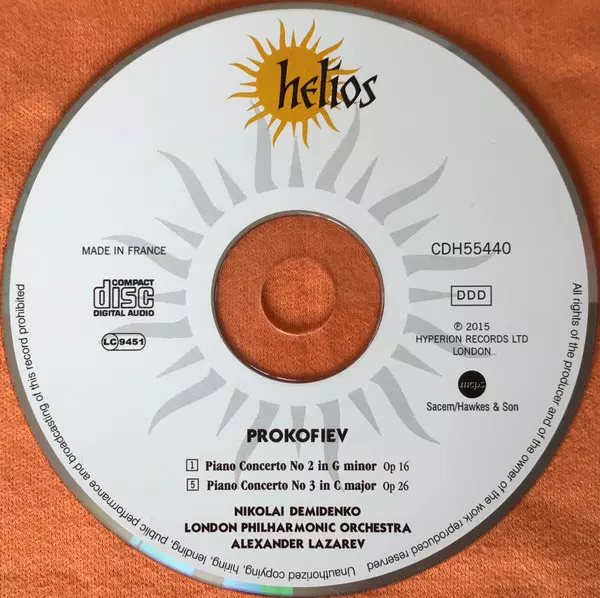 helios
MADE IN FRANCE
CDH55440
COMPACT
disc
DIGITAL AUDIO
DDD
LC 9451
℗ 2015
HYPERION RECORDS LTD
LONDON
mcps
Sacem/Hawkes & Son
PROKOFIEV
1 Piano Concerto No 2 in G minor Op 16
5 Piano Concerto No 3 in C major Op 26
NIKOLAI DEMIDENKO
LONDON PHILHARMONIC ORCHESTRA
ALEXANDER LAZAREV
All rights of the producer and of the owner of the work reproduced reserved
Unauthorized copying, hiring, lending, public performance and broadcasting of this record prohibited